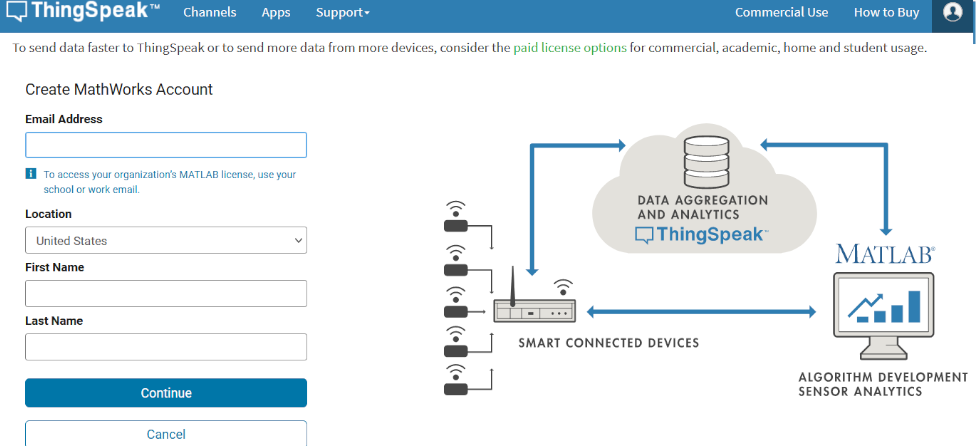 ThingSpeak™ Channels Apps Support Commercial Use How to Buy
To send data faster to ThingSpeak or to send more data from more devices, consider the paid license options for commercial, academic, home and student usage.
Create MathWorks Account
Email Address
To access your organization's MATLAB license, use your
school or work email.
Location
United States
First Name
Last Name
Continue
Cancel
DATA AGGREGATION
AND ANALYTICS
ThingSpeak™
SMART CONNECTED DEVICES
MATLAB®
ALGORITHM DEVELOPMENT
SENSOR ANALYTICS